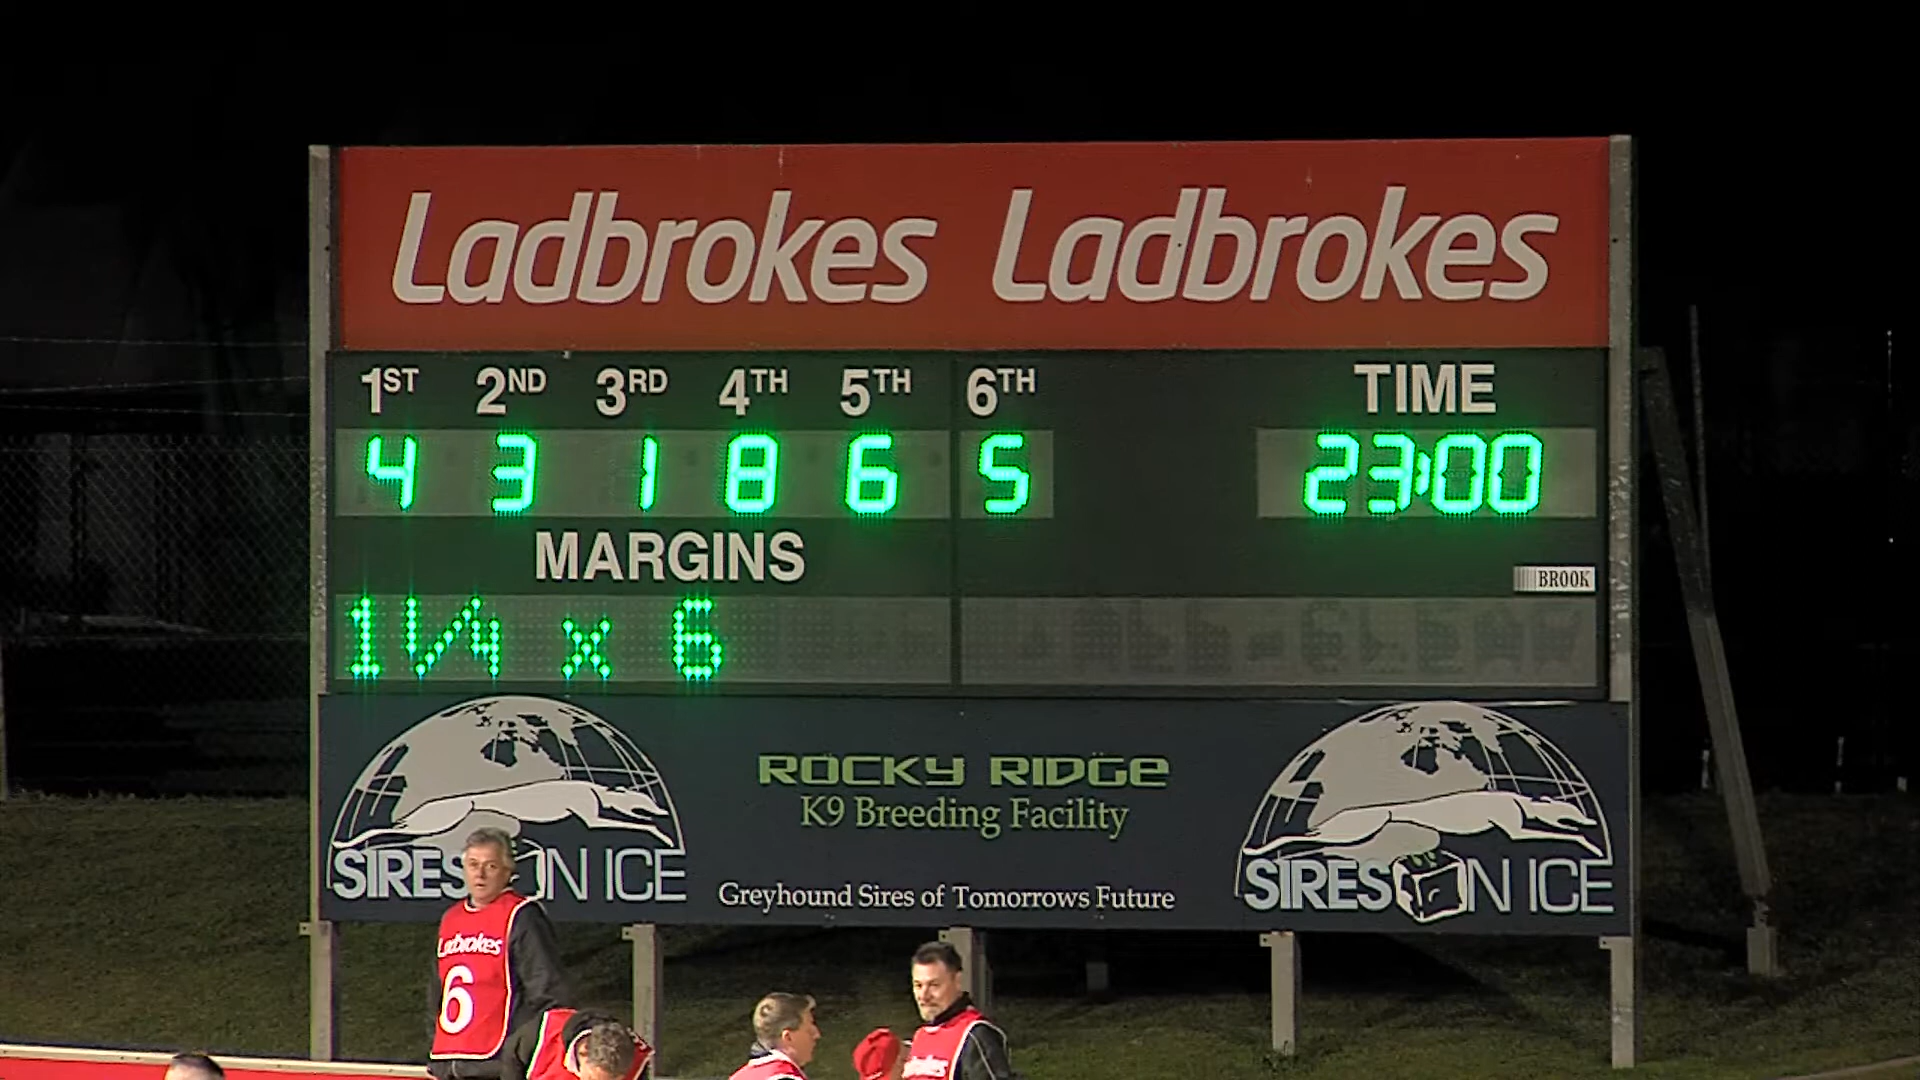 Ladbrokes Ladbrokes
1ST 2ND 3RD 4TH 5TH 6TH TIME
4 3 1 8 6 5 23:00
MARGINS
BROOK
1 1/4 x 6
ROCKY RIDGE
K9 Breeding Facility
SIRES ON ICE
Greyhound Sires of Tomorrows Future
SIRES ON ICE
Ladbrokes
6